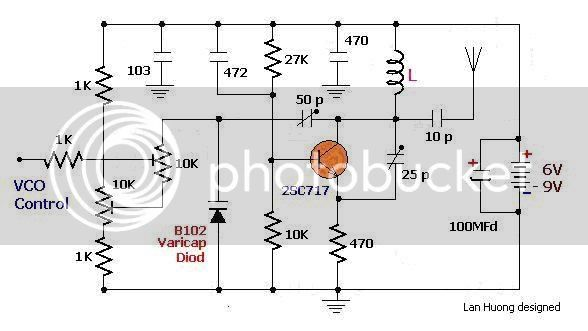 470
103
472
27K
1K
L
50 p
1K
10K
10 p
10K
VCO
Control
2SC717
25 p
6V
- 9V
100MFd
+
+
-
B102
Varicap
Diod
10K
470
1K
Lan Huong designed
photobucket